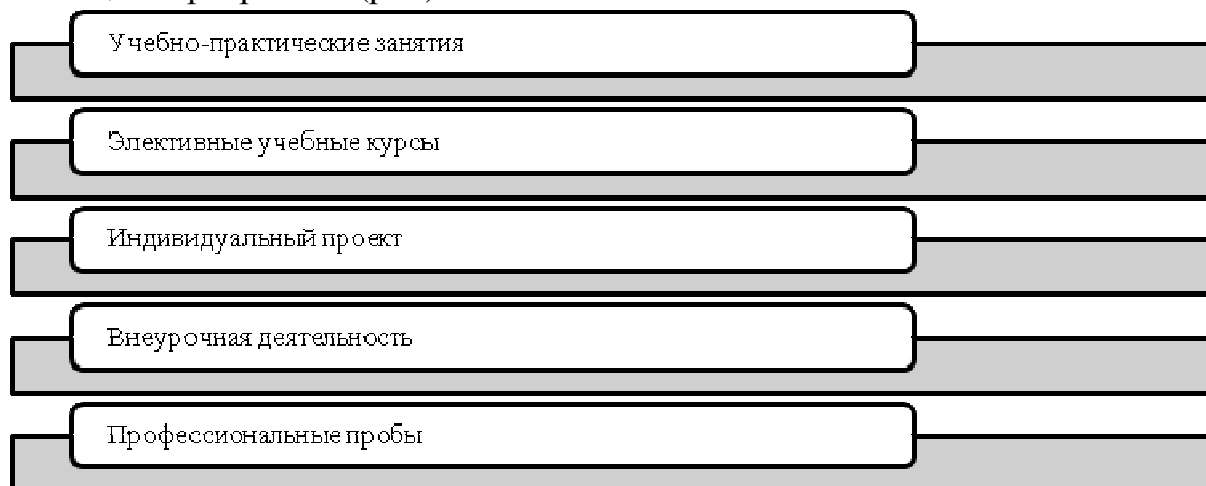 Учебно-практические занятия
Элективные учебные курсы
Индивидуальный проект
Внеурочная деятельность
Профессиональные пробы